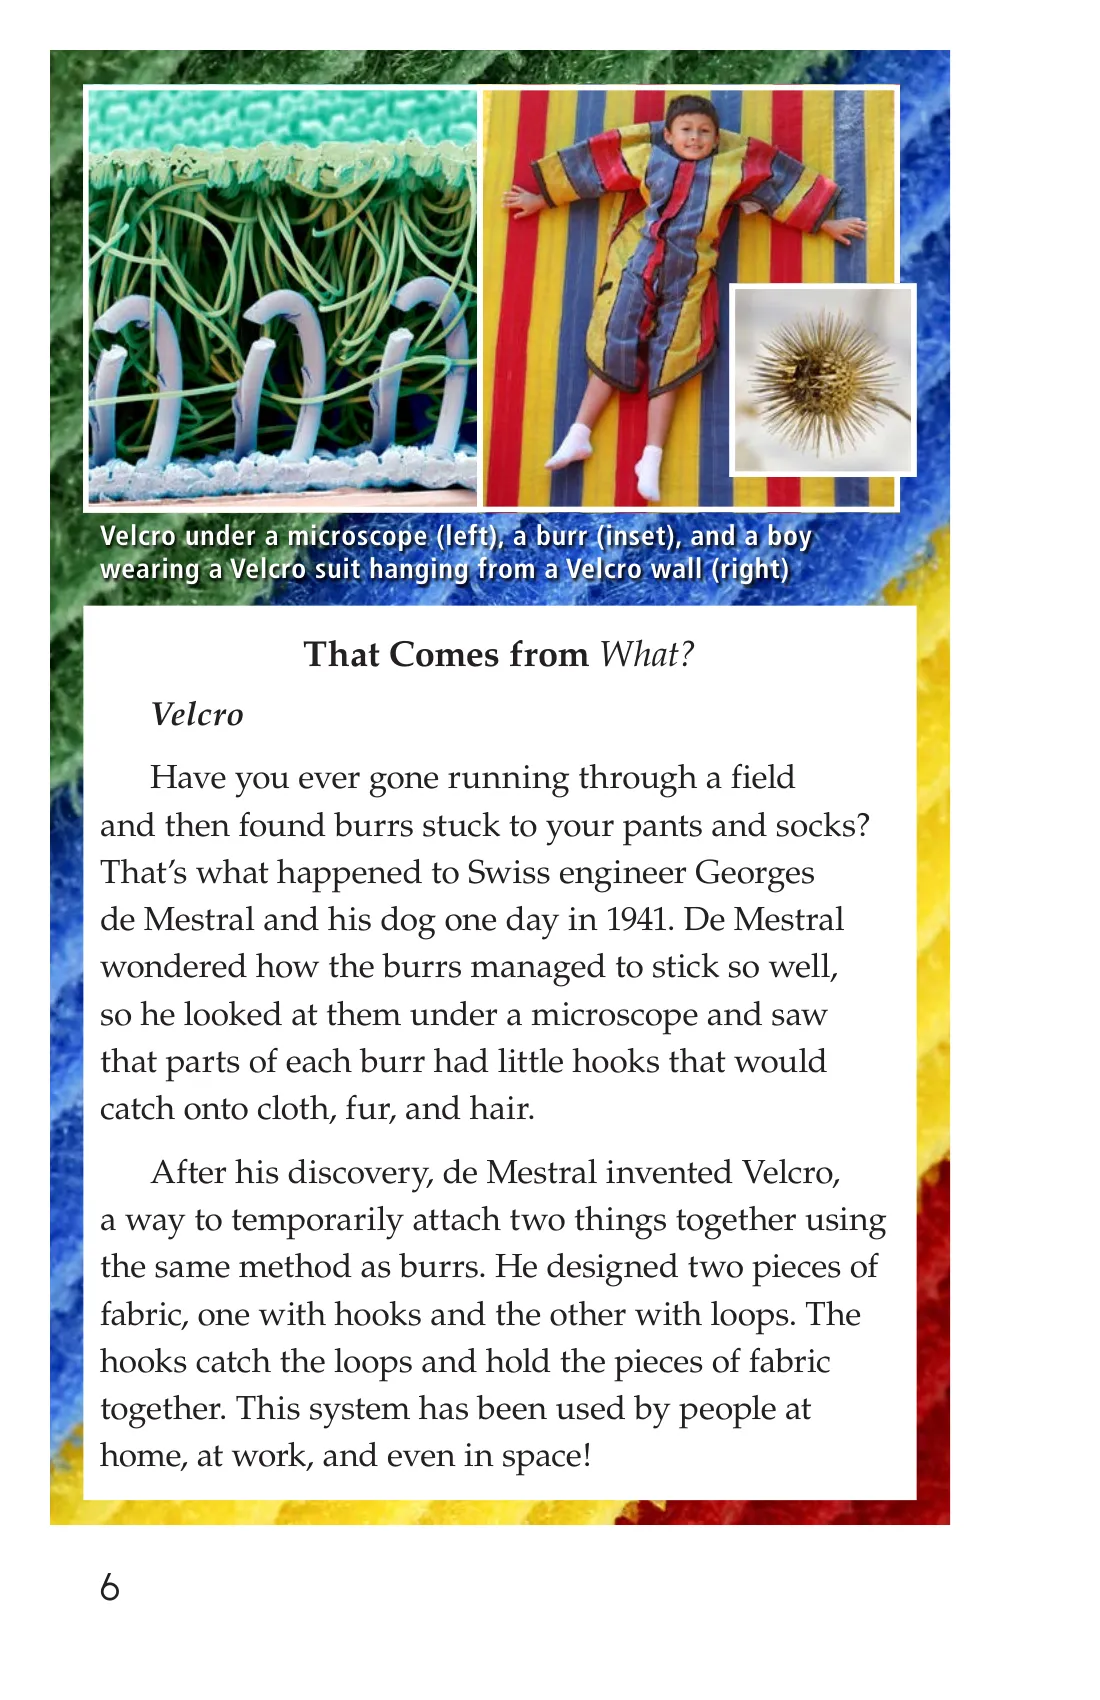 Velcro under a microscope (left), a burr (inset), and a boy
wearing a Velcro suit hanging from a Velcro wall (right)
That Comes from What?
Velcro
Have you ever gone running through a field
and then found burrs stuck to your pants and socks?
That’s what happened to Swiss engineer Georges
de Mestral and his dog one day in 1941. De Mestral
wondered how the burrs managed to stick so well,
so he looked at them under a microscope and saw
that parts of each burr had little hooks that would
catch onto cloth, fur, and hair.
After his discovery, de Mestral invented Velcro,
a way to temporarily attach two things together using
the same method as burrs. He designed two pieces of
fabric, one with hooks and the other with loops. The
hooks catch the loops and hold the pieces of fabric
together. This system has been used by people at
home, at work, and even in space!
6